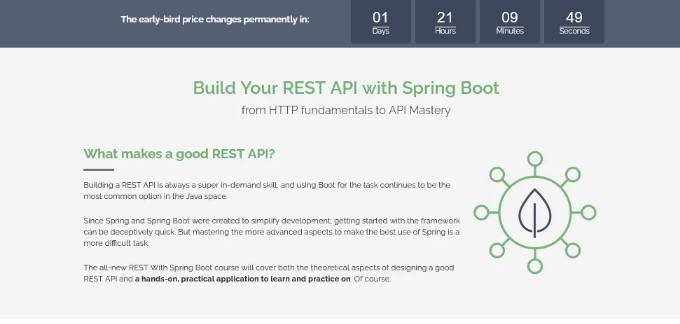 The early-bird price changes permanently in:
01 21 09 49
Days Hours Minutes Seconds
Build Your REST API with Spring Boot
from HTTP fundamentals to API Mastery
What makes a good REST API?
Building a REST API is always a super in-demand skill, and using Boot for the task continues to be the
most common option in the Java space.
Since Spring and Spring Boot were created to simplify development, getting started with the framework
can be deceptively quick. But mastering the more advanced aspects to make the best use of Spring is a
more difficult task.
The all-new REST With Spring Boot course will cover both the theoretical aspects of designing a good
REST API and a hands-on, practical application to learn and practice on. Of course.